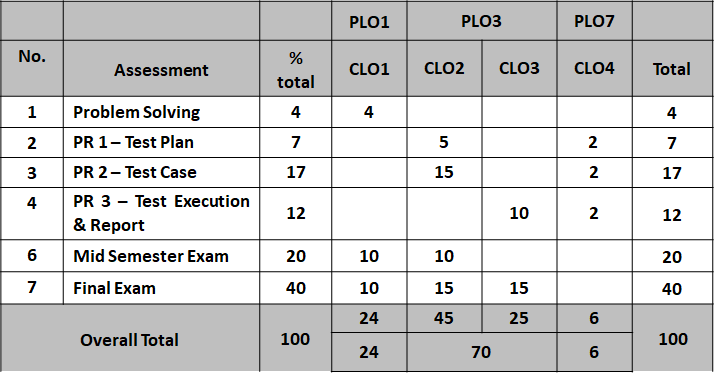 PLO1 PLO3 PLO7
No. Assessment % total CLO1 CLO2 CLO3 CLO4 Total
1 Problem Solving 4 4 4
2 PR 1 – Test Plan 7 5 2 7
3 PR 2 – Test Case 17 15 2 17
4 PR 3 – Test Execution & Report 12 10 2 12
6 Mid Semester Exam 20 10 10 20
7 Final Exam 40 10 15 15 40
Overall Total 100 24 45 25 6 100
24 70 6